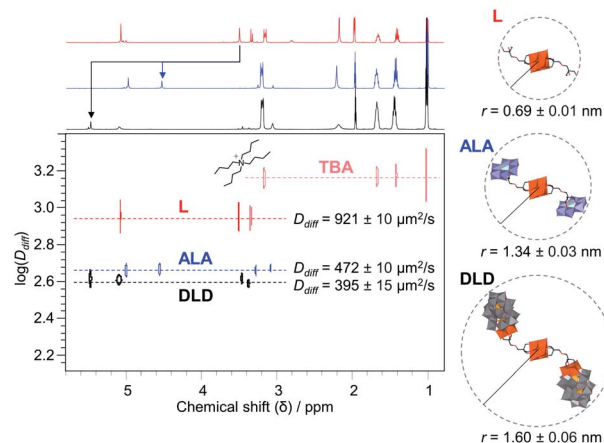 L
r = 0.69 ± 0.01 nm
ALA
r = 1.34 ± 0.03 nm
DLD
r = 1.60 ± 0.06 nm
log(D_diff)
3.2
3.0
2.8
2.6
2.4
2.2
N
+
TBA
L
D_diff = 921 ± 10 µm²/s
ALA
D_diff = 472 ± 10 µm²/s
DLD
D_diff = 395 ± 15 µm²/s
5 4 3 2 1
Chemical shift (δ) / ppm